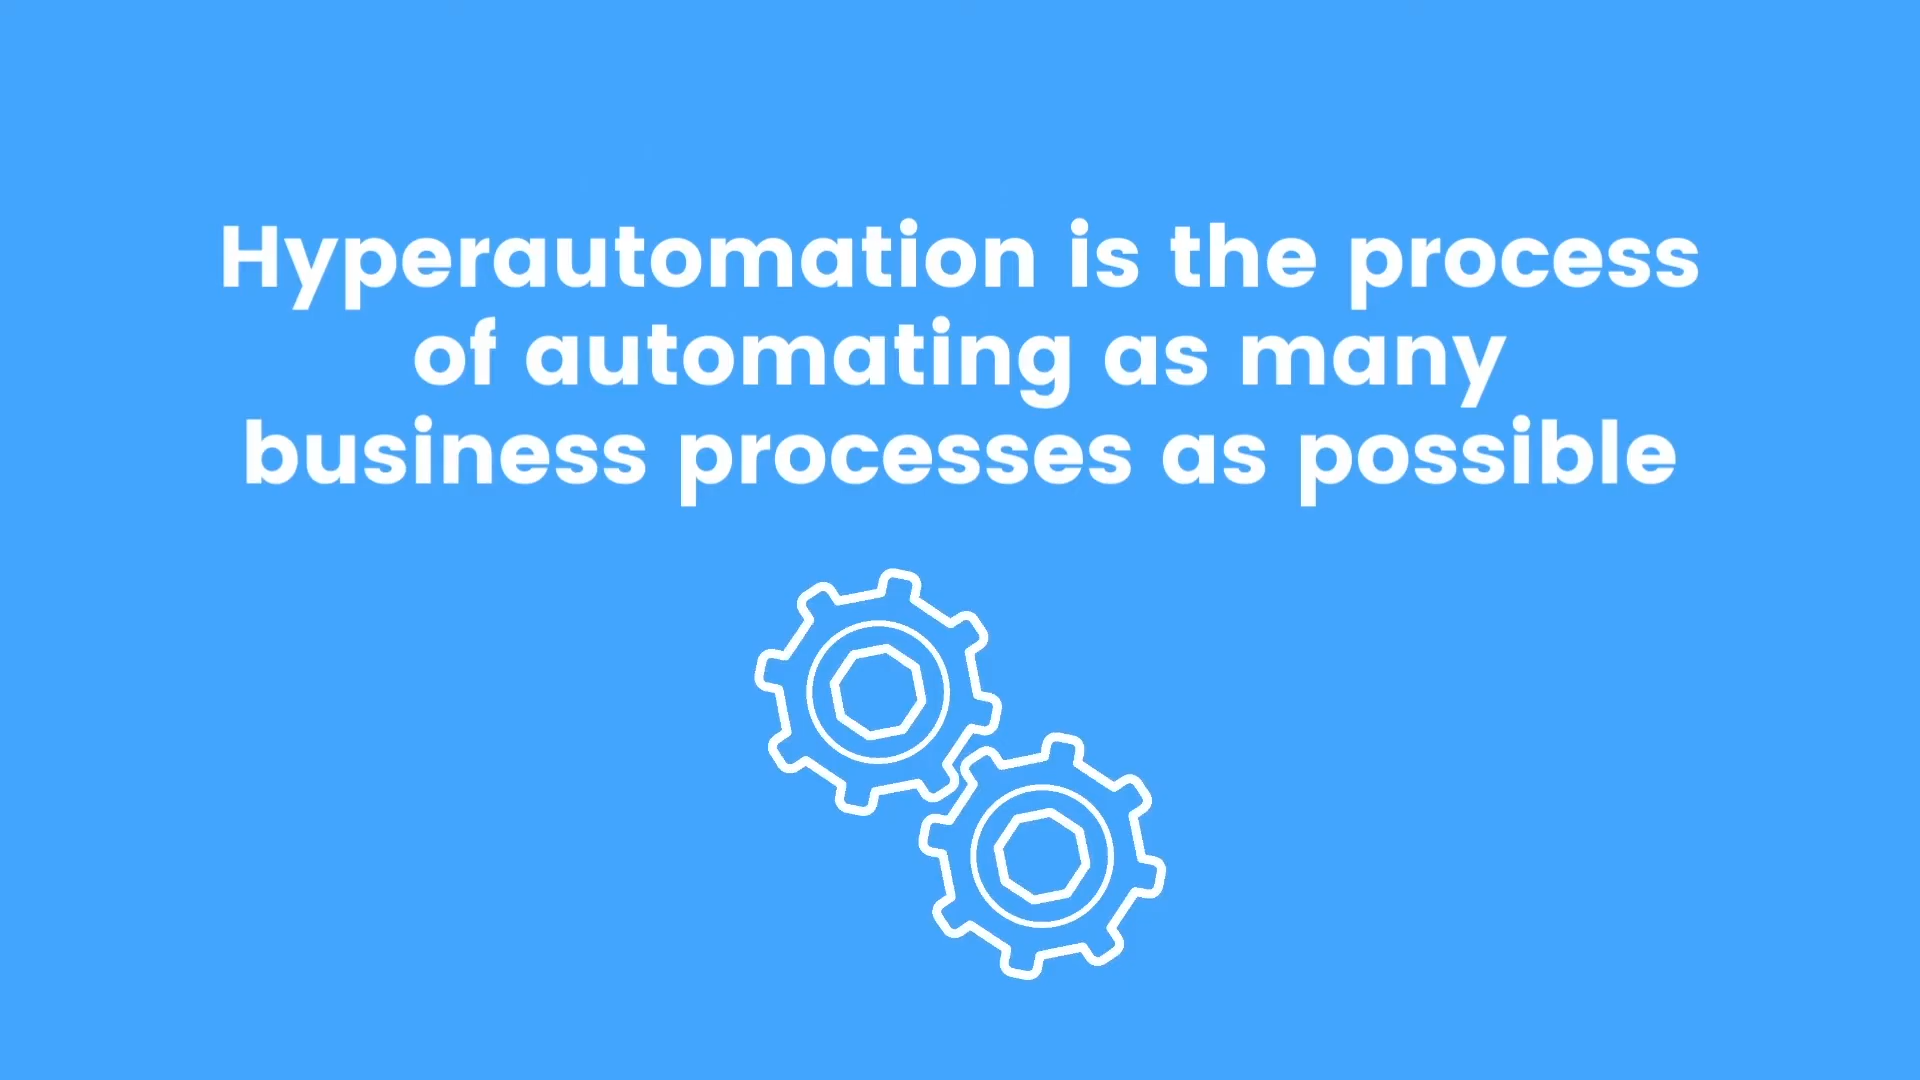 Hyperautomation is the process
of automating as many
business processes as possible